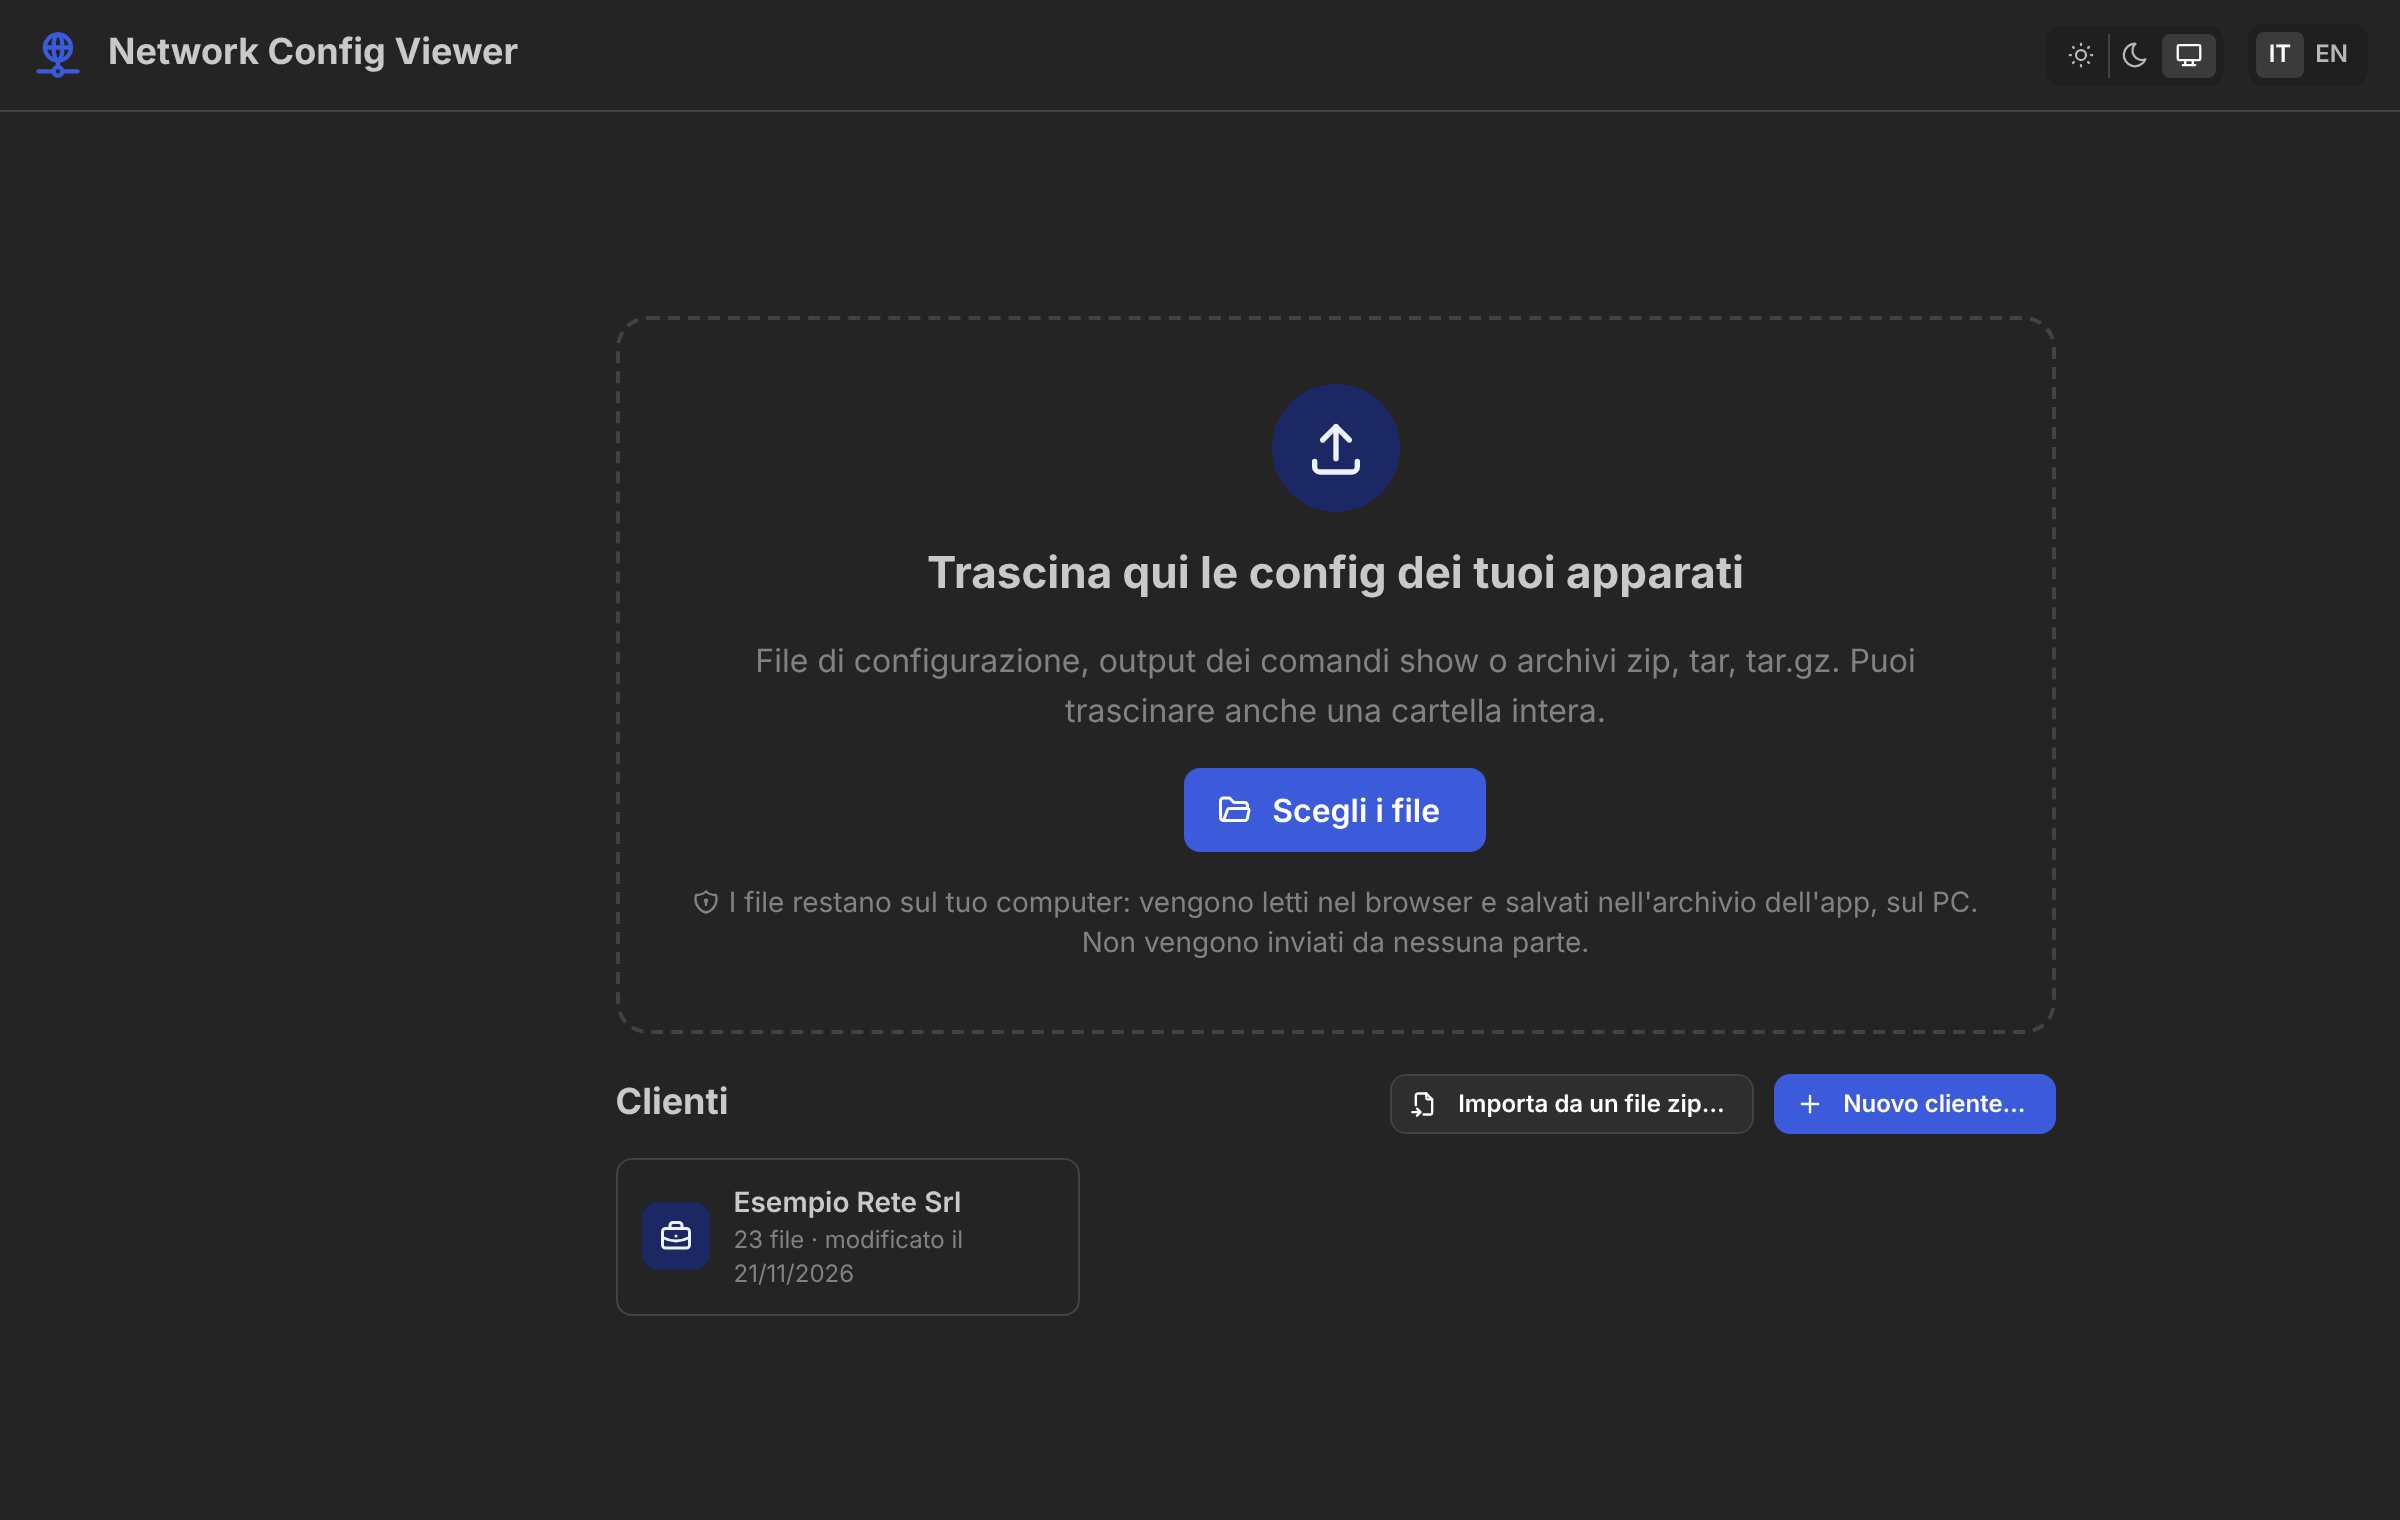 Network Config Viewer
IT EN
Trascina qui le config dei tuoi apparati
File di configurazione, output dei comandi show o archivi zip, tar, tar.gz. Puoi
trascinare anche una cartella intera.
Scegli i file
I file restano sul tuo computer: vengono letti nel browser e salvati nell'archivio dell'app, sul PC.
Non vengono inviati da nessuna parte.
Clienti
Importa da un file zip...
Nuovo cliente...
Esempio Rete Srl
23 file · modificato il
21/11/2026